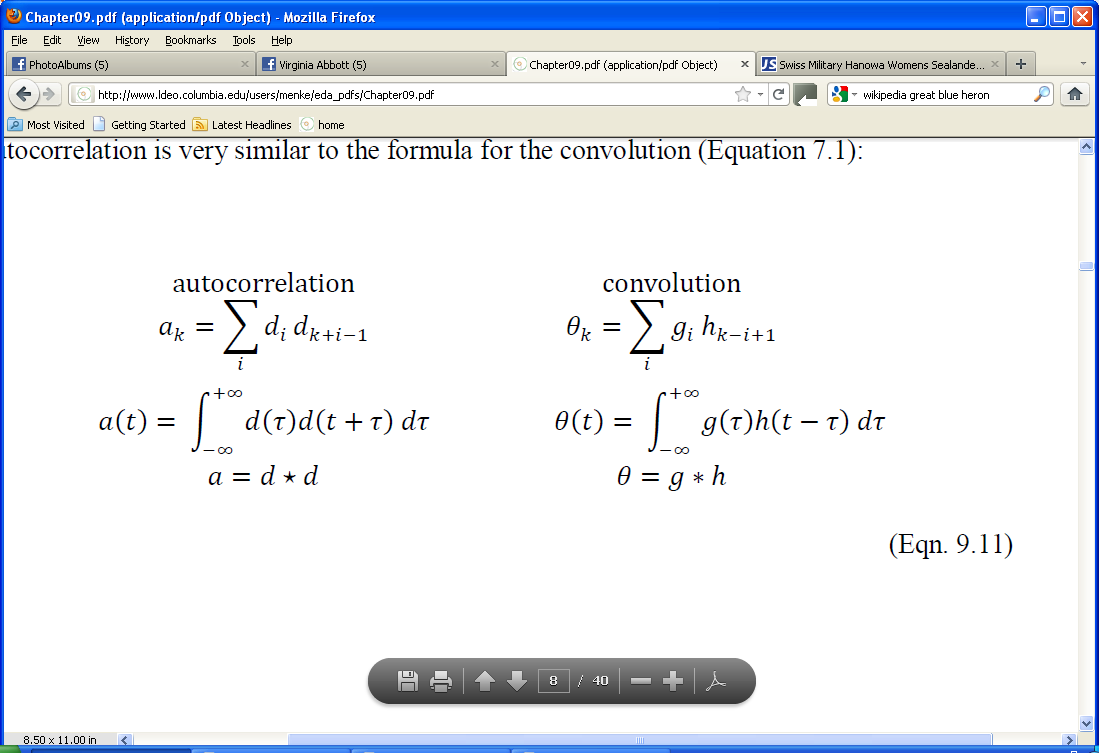 Chapter09.pdf (application/pdf Object) - Mozilla Firefox
File Edit View History Bookmarks Tools Help
PhotoAlbums (5) × Virginia Abbott (5) × Chapter09.pdf (application/pdf Object) × Swiss Military Hanowa Womens Sealande... × +
http://www.ldeo.columbia.edu/users/menke/eda_pdfs/Chapter09.pdf wikipedia great blue heron
Most Visited Getting Started Latest Headlines home
tocorrelation is very similar to the formula for the convolution (Equation 7.1):
autocorrelation convolution
a_k = ∑_i d_i d_{k+i−1} θ_k = ∑_i g_i h_{k−i+1}
a(t) = ∫_{−∞}^{+∞} d(τ)d(t + τ) dτ θ(t) = ∫_{−∞}^{+∞} g(τ)h(t − τ) dτ
a = d ⋆ d θ = g ∗ h
(Eqn. 9.11)
8 / 40
8.50 x 11.00 in